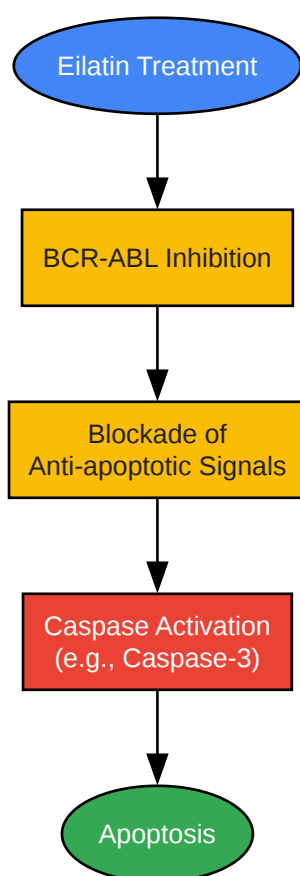 Eilatin Treatment
BCR-ABL Inhibition
Blockade of
Anti-apoptotic Signals
Caspase Activation
(e.g., Caspase-3)
Apoptosis